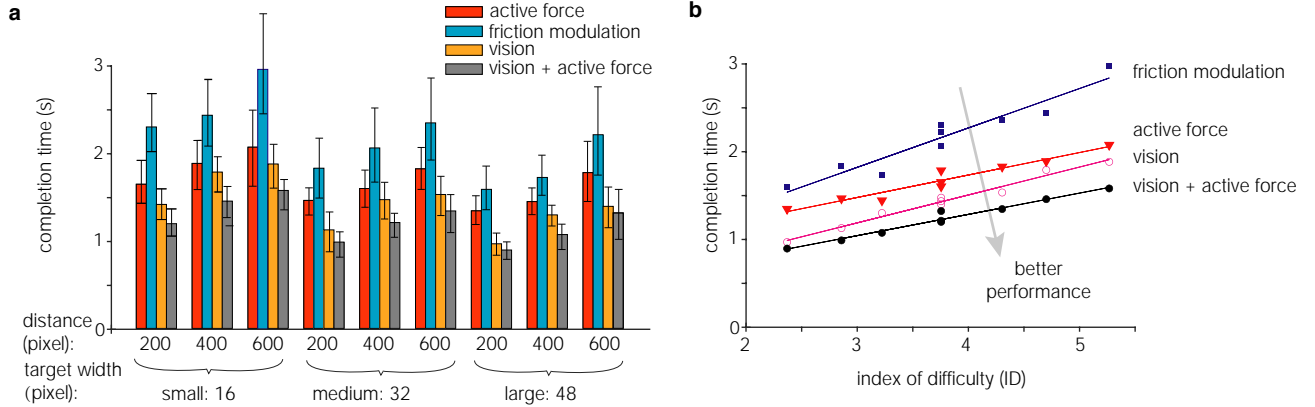 a
active force
friction modulation
vision
vision + active force
completion time (s)
3
2
1
0
distance
(pixel):
200 400 600 200 400 600 200 400 600
target width
(pixel):
small: 16 medium: 32 large: 48
b
completion time (s)
3
2
1
0
2 3 4 5
index of difficulty (ID)
friction modulation
active force
vision
vision + active force
better
performance